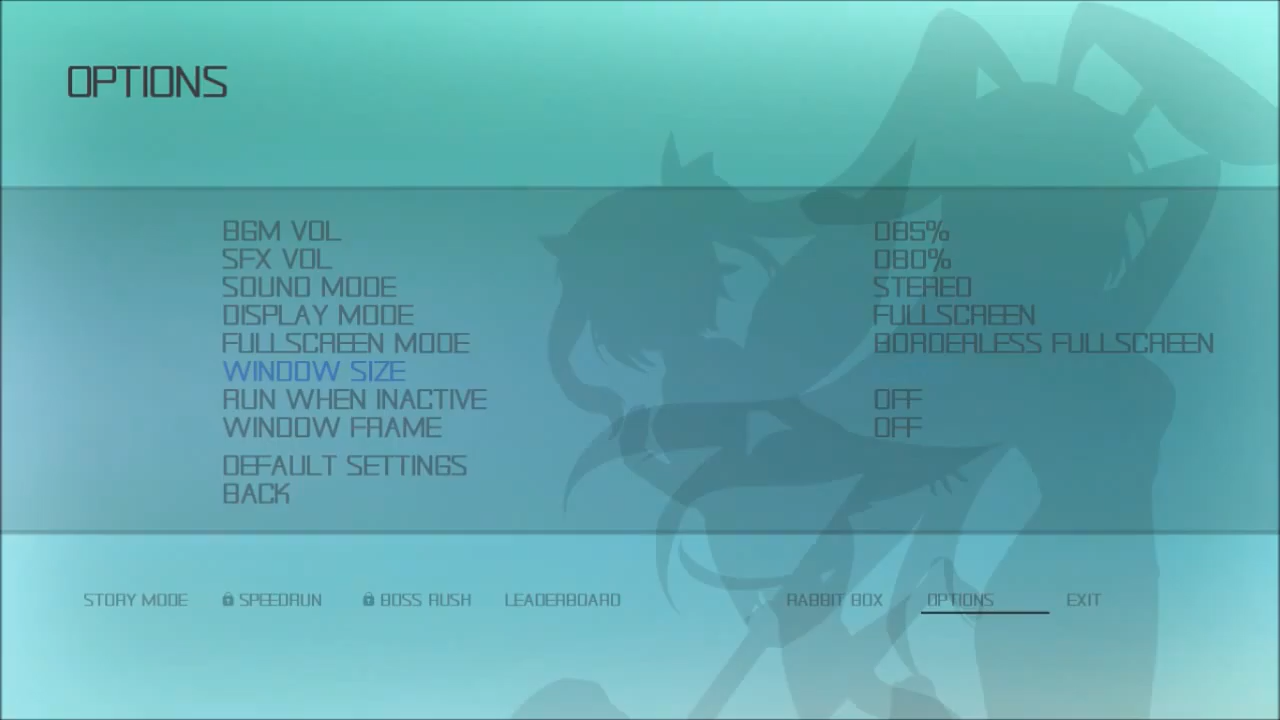 OPTIONS
BGM VOL 085%
SFX VOL 080%
SOUND MODE STEREO
DISPLAY MODE FULLSCREEN
FULLSCREEN MODE BORDERLESS FULLSCREEN
WINDOW SIZE
RUN WHEN INACTIVE OFF
WINDOW FRAME OFF
DEFAULT SETTINGS
BACK
STORY MODE SPEEDRUN BOSS RUSH LEADERBOARD RABBIT BOX OPTIONS EXIT